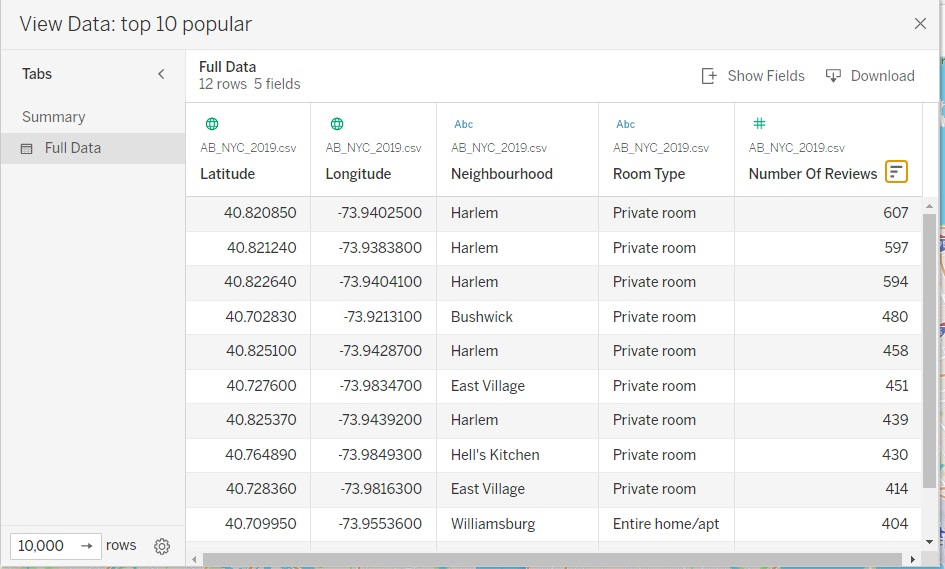 View Data: top 10 popular
Tabs
Summary
Full Data
10,000 → rows
Full Data
12 rows 5 fields
Show Fields Download
Abc Abc #
AB_NYC_2019.csv AB_NYC_2019.csv AB_NYC_2019.csv AB_NYC_2019.csv AB_NYC_2019.csv
Latitude Longitude Neighbourhood Room Type Number Of Reviews
40.820850 -73.9402500 Harlem Private room 607
40.821240 -73.9383800 Harlem Private room 597
40.822640 -73.9404100 Harlem Private room 594
40.702830 -73.9213100 Bushwick Private room 480
40.825100 -73.9428700 Harlem Private room 458
40.727600 -73.9834700 East Village Private room 451
40.825370 -73.9439200 Harlem Private room 439
40.764890 -73.9849300 Hell's Kitchen Private room 430
40.728360 -73.9816300 East Village Private room 414
40.709950 -73.9553600 Williamsburg Entire home/apt 404